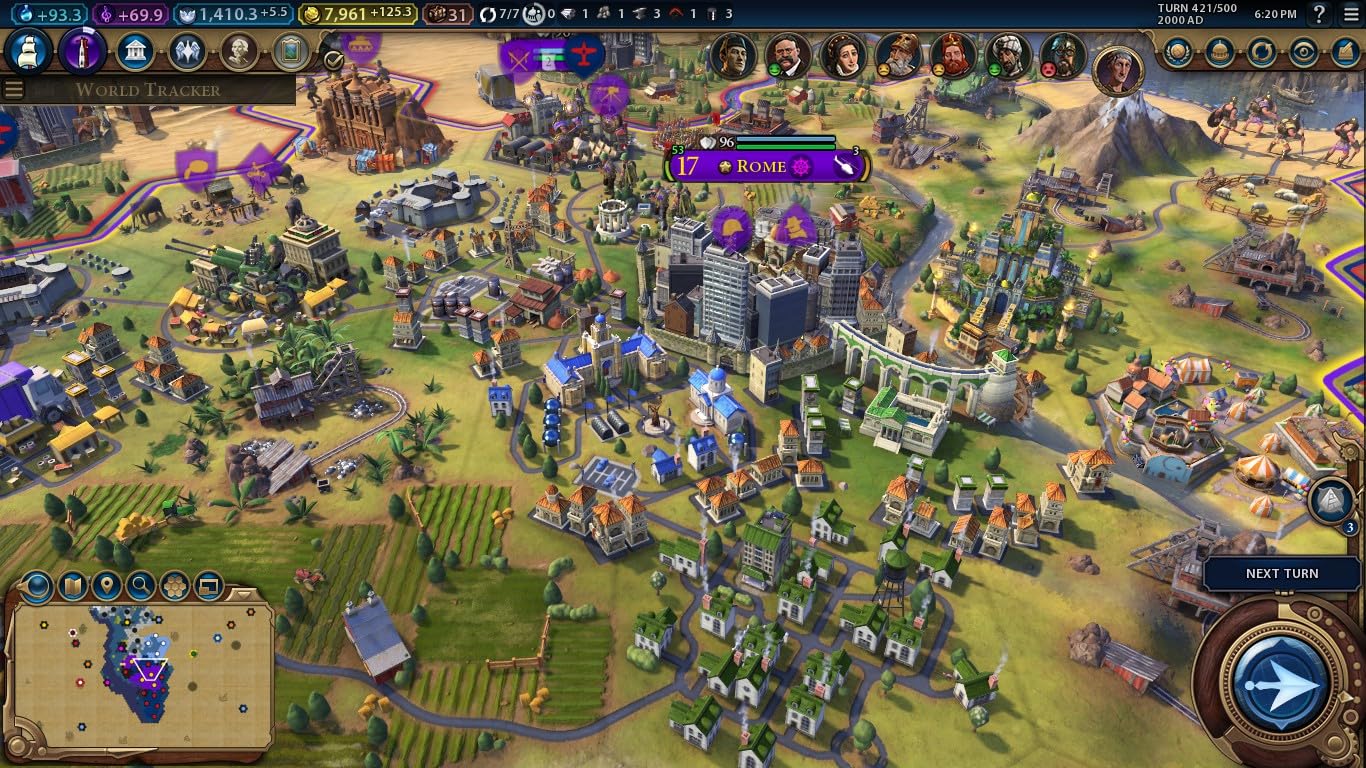 +93.3 +69.9 1,410.3 +5.5 7,961 +125.3 31 7/7 0 1 1 3 1 3
TURN 421/500
2000 AD
6:20 PM ?
2
WORLD TRACKER
96
53 3
17 ROME
3
NEXT TURN